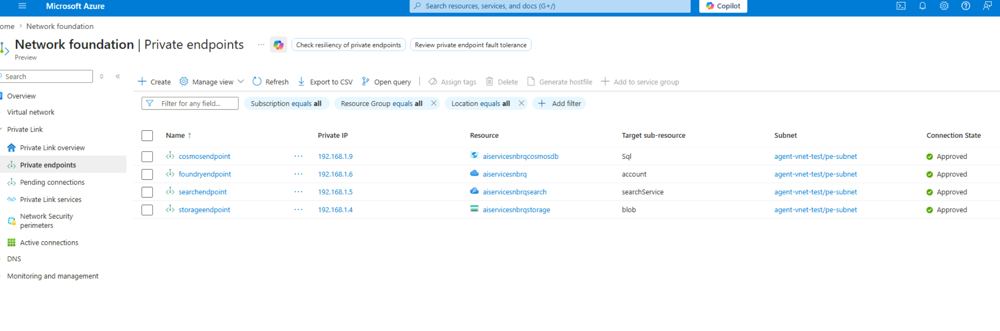 Microsoft Azure
Search resources, services, and docs (G+/)
Copilot
ome > Network foundation
Network foundation | Private endpoints
...
Check resiliency of private endpoints
Review private endpoint fault tolerance
Preview
Search
Create
Manage view
Refresh
Export to CSV
Open query
Assign tags
Delete
Generate hostfile
Add to service group
Overview
Virtual network
Private Link
Private Link overview
Private endpoints
Pending connections
Private Link services
Network Security
perimeters
Active connections
DNS
Monitoring and management
Filter for any field...
Subscription equals all
Resource Group equals all
Location equals all
Add filter
Name ↑ Private IP Resource Target sub-resource Subnet Connection State
cosmosendpoint ... 192.168.1.9 aiservicesnbrqcosmosdb Sql agent-vnet-test/pe-subnet Approved
foundryendpoint ... 192.168.1.6 aiservicesnbrq account agent-vnet-test/pe-subnet Approved
searchendpoint ... 192.168.1.5 aiservicesnbrqsearch searchService agent-vnet-test/pe-subnet Approved
storageendpoint ... 192.168.1.4 aiservicesnbrqstorage blob agent-vnet-test/pe-subnet Approved